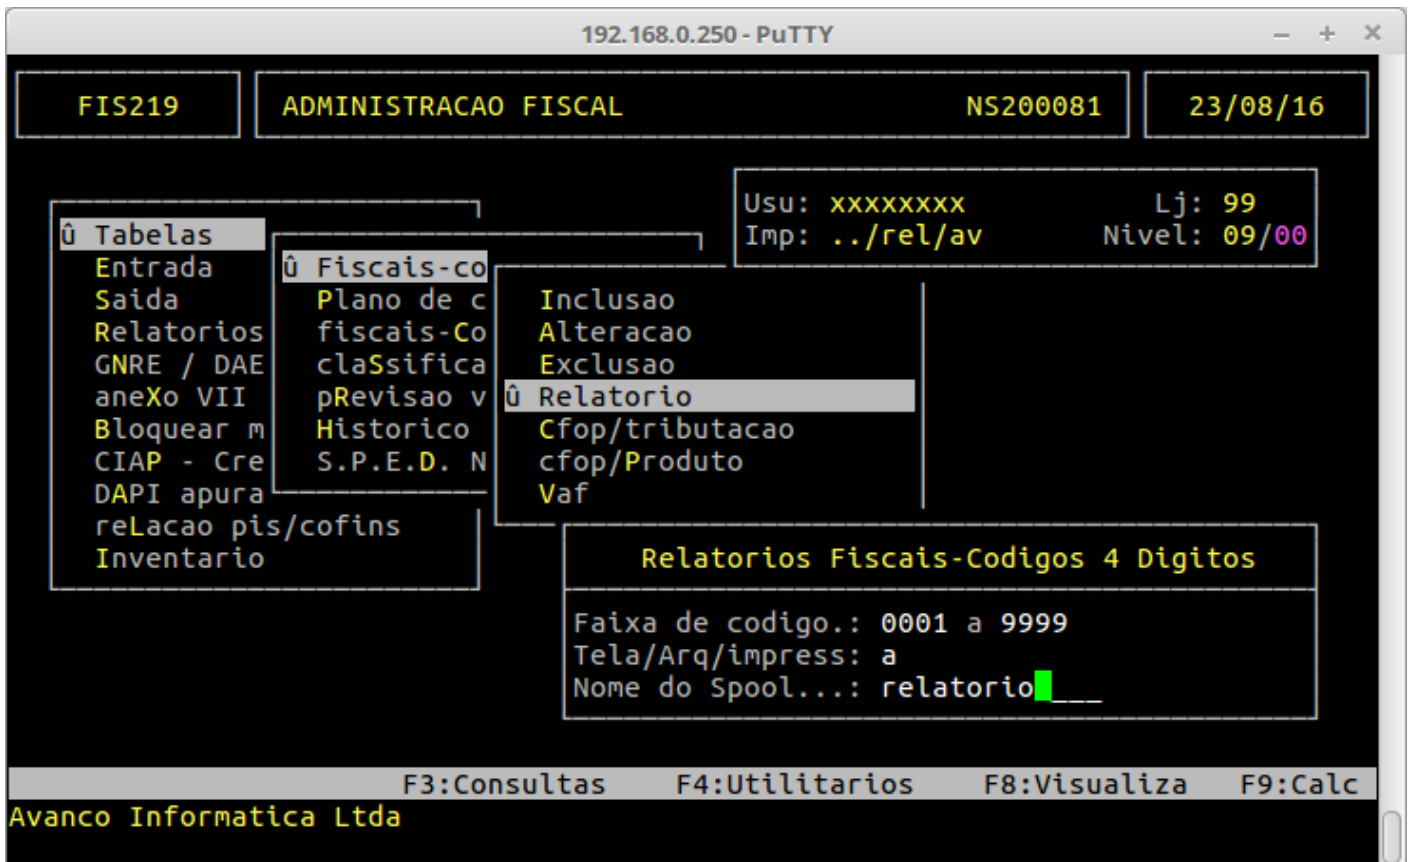 192.168.0.250 - PuTTY
FIS219 ADMINISTRACAO FISCAL NS200081 23/08/16
Usu: xxxxxxxx Lj: 99
Imp: ../rel/av Nivel: 09/00
û Tabelas
Entrada
Saida
Relatorios
GNRE / DAE
aneXo VII
Bloquear m
CIAP - Cre
DAPI apura
reLacao pis/cofins
Inventario
û Fiscais-co
Plano de c
fiscais-Co
claSsifica
pRevisao v
Historico
S.P.E.D. N
Inclusao
Alteracao
Exclusao
û Relatorio
Cfop/tributacao
cfop/Produto
Vaf
Relatorios Fiscais-Codigos 4 Digitos
Faixa de codigo.: 0001 a 9999
Tela/Arq/impress: a
Nome do Spool...: relatorio ___
F3:Consultas F4:Utilitarios F8:Visualiza F9:Calc
Avanco Informatica Ltda